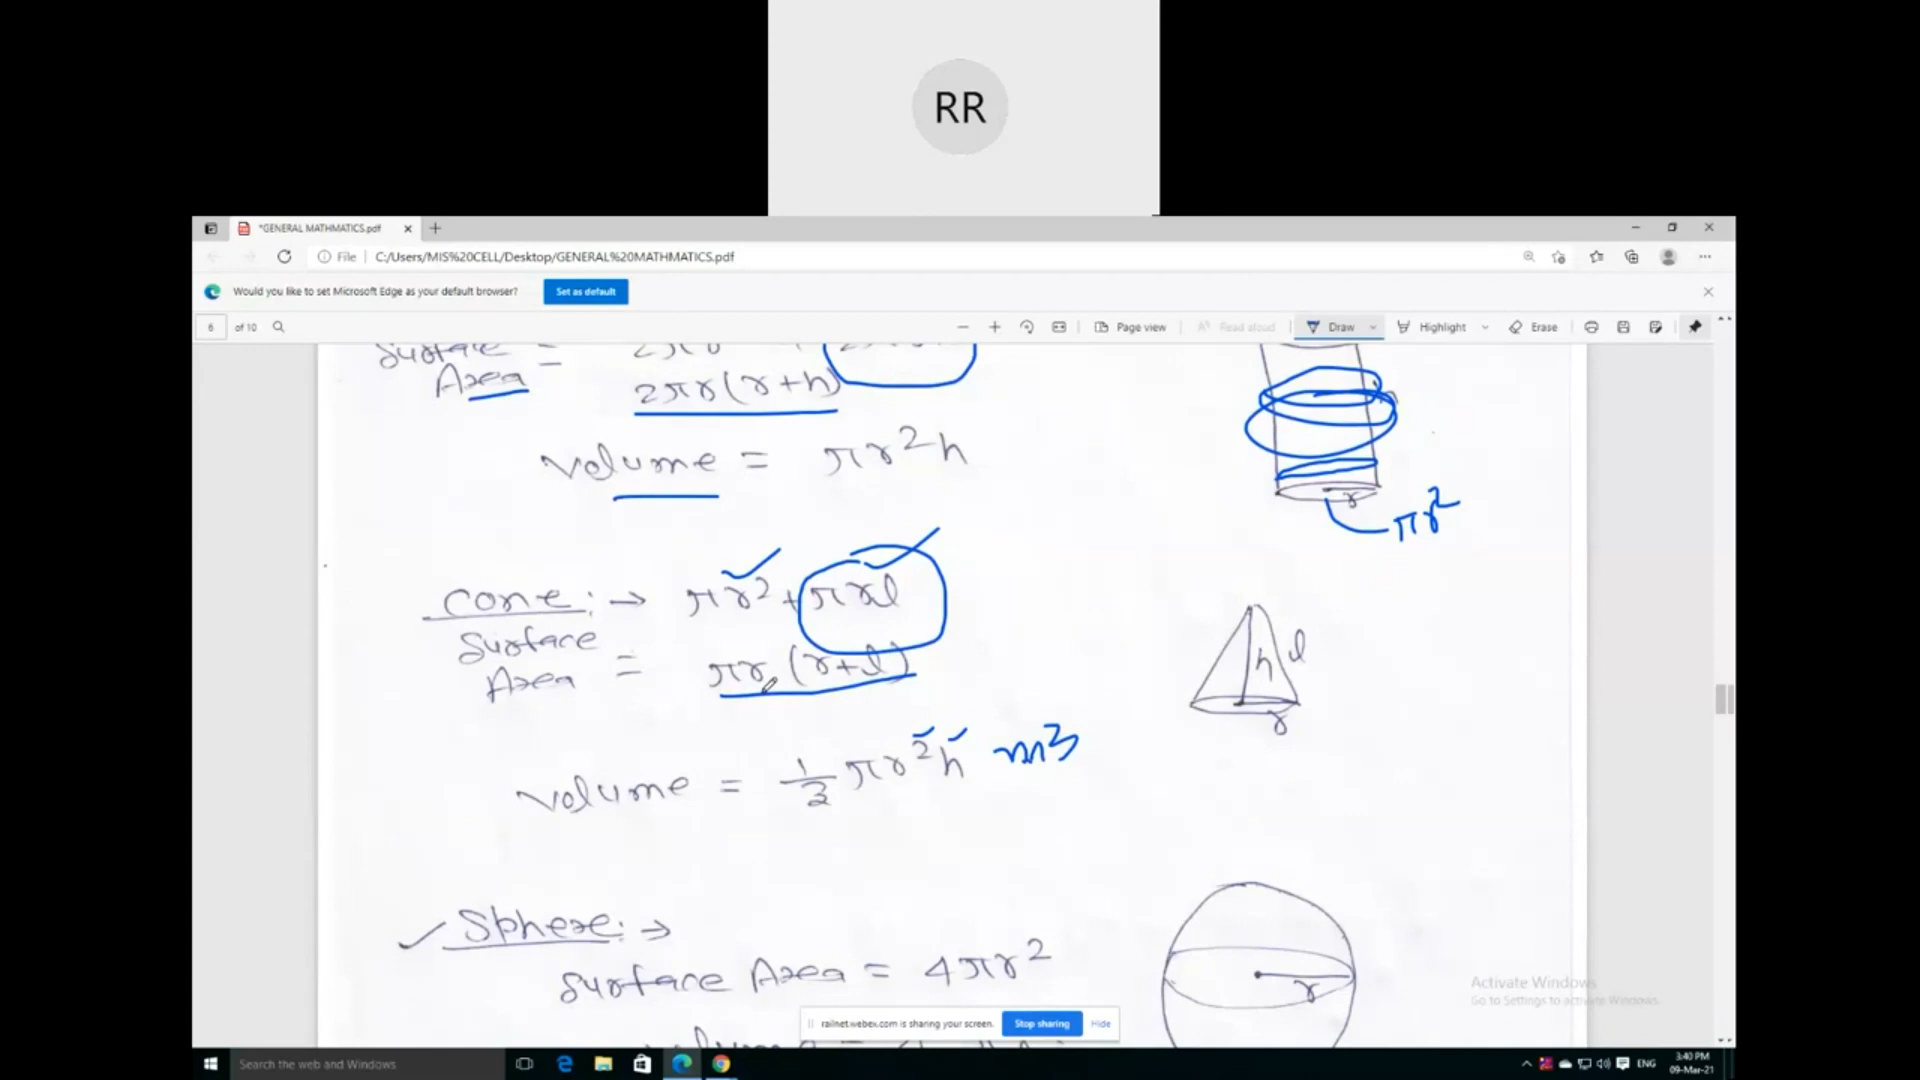 RR
*GENERAL MATHMATICS.pdf
File | C:/Users/MIS%20CELL/Desktop/GENERAL%20MATHMATICS.pdf
Would you like to set Microsoft Edge as your default browser? Set as default
6 of 10 Page view Read aloud Draw Highlight Erase
Surface =
Area 2πr(r+h)
volume = πr²h
r
πr²
Cone :→ πr²+πrl
Surface
Area = πr(r+l)
h l
r
volume = 1/3 πr²h m3
Sphere :→
Surface Area = 4πr²
r
Activate Windows
Go to Settings to activate Windows.
railnet.webex.com is sharing your screen. Stop sharing Hide
Search the web and Windows
ENG
3:40 PM
09-Mar-21